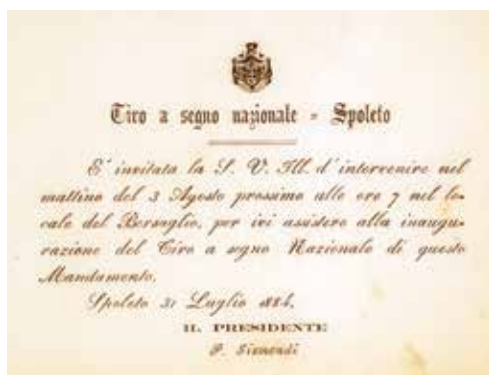 Tiro a segno nazionale = Spoleto
E' invitata la S. V. Ill. d'intervenire nel
mattino del 3 Agosto prossimo alle ore 7 nel lo-
cale del Bersaglio, per ivi assistere alla inaugu-
razione del Tiro a segno Nazionale di questo
Mandamento.
Spoleto 31 Luglio 1884.
IL PRESIDENTE
P. Sismondi